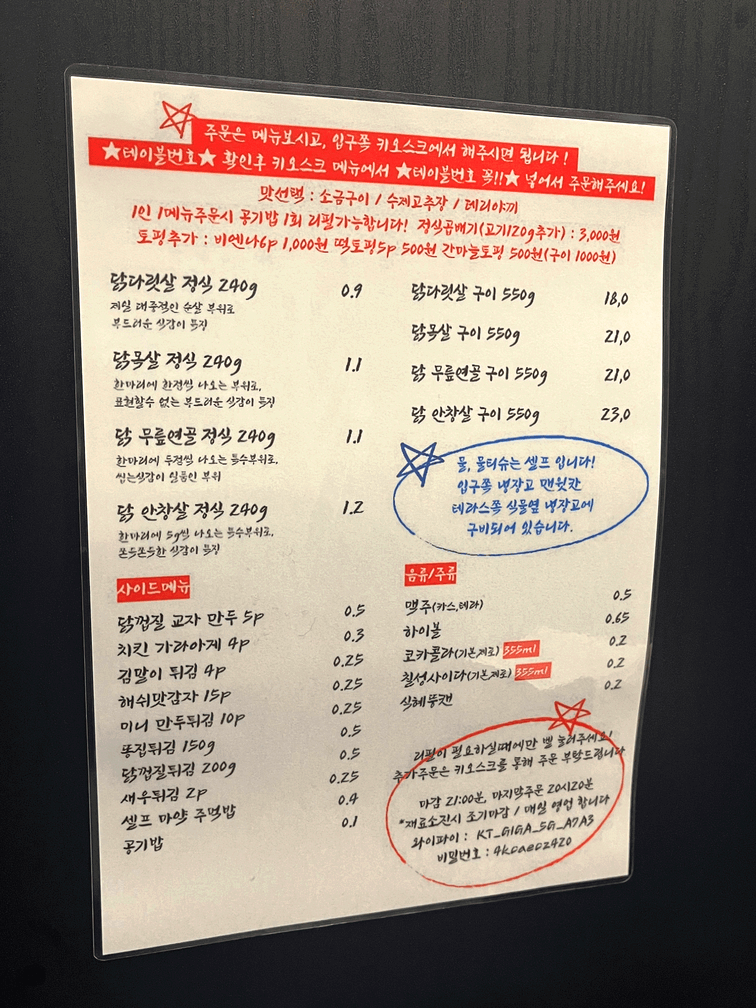 주문은 메뉴보시고, 입구쪽 키오스크에서 해주시면 됩니다!
★테이블번호★ 확인후 키오스크 메뉴에서 ★테이블번호 꼭!!★ 넣어서 주문해주세요!
맛선택 : 소금구이 / 수제고추장 / 데리야끼
1인 1메뉴주문시 공기밥 1회 리필가능합니다! 정식곱배기(고기120g추가) : 3,000원
토핑추가 : 비엔나6p 1,000원 떡토핑5p 500원 간마늘토핑 500원(구이 1000원)
닭다릿살 정식 240g 0.9
제일 대중적인 순살 부위로
부드러운 식감이 특징
닭목살 정식 240g 1.1
한마리에 한점씩 나오는 부위로,
표현할수 없는 부드러운 식감이 특징
닭 무릎연골 정식 240g 1.1
한마리에 두점씩 나오는 특수부위로,
씹는식감이 일품인 부위
닭 안창살 정식 240g 1.2
한마리에 5g씩 나오는 특수부위로,
쫀득쫀득한 식감이 특징
사이드메뉴
닭껍질 교자 만두 5p 0.5
치킨 가라아게 4p 0.3
김말이 튀김 4p 0.25
해쉬맛감자 15p 0.25
미니 만두튀김 10p 0.5
똥집튀김 150g 0.5
닭껍질튀김 200g 0.25
새우튀김 2p 0.4
셀프 마약 주먹밥 0.1
공기밥
닭다릿살 구이 550g 18,0
닭목살 구이 550g 21,0
닭 무릎연골 구이 550g 21,0
닭 안창살 구이 550g 23,0
물, 물티슈는 셀프 입니다!
입구쪽 냉장고 맨윗칸
테라스쪽 식물옆 냉장고에
구비되어 있습니다.
음류/주류
맥주(카스,테라) 0.5
하이볼 0.65
코카콜라(기본,제로) 355ml 0.2
칠성사이다(기본,제로) 355ml 0.2
식혜뚱캔 0.2
리필이 필요하실때에만 벨 눌러주세요!
추가주문은 키오스크를 통해 주문 부탁드립니다
마감 21:00분, 마지막주문 20시20분
*재료소진시 조기마감 / 매일 영업 합니다
와이파이 : KT_GIGA_5G_A7A3
비밀번호 : 4koaeoz420